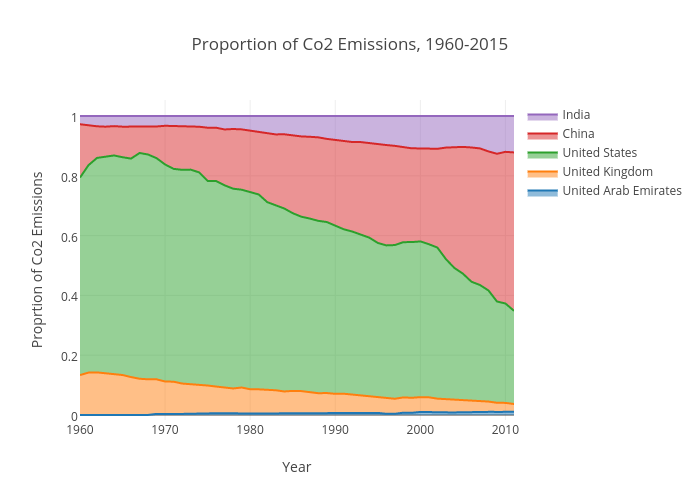 Proportion of Co2 Emissions, 1960-2015
India
China
United States
United Kingdom
United Arab Emirates
Proprtion of Co2 Emissions
1
0.8
0.6
0.4
0.2
0
1960
1970
1980
1990
2000
2010
Year